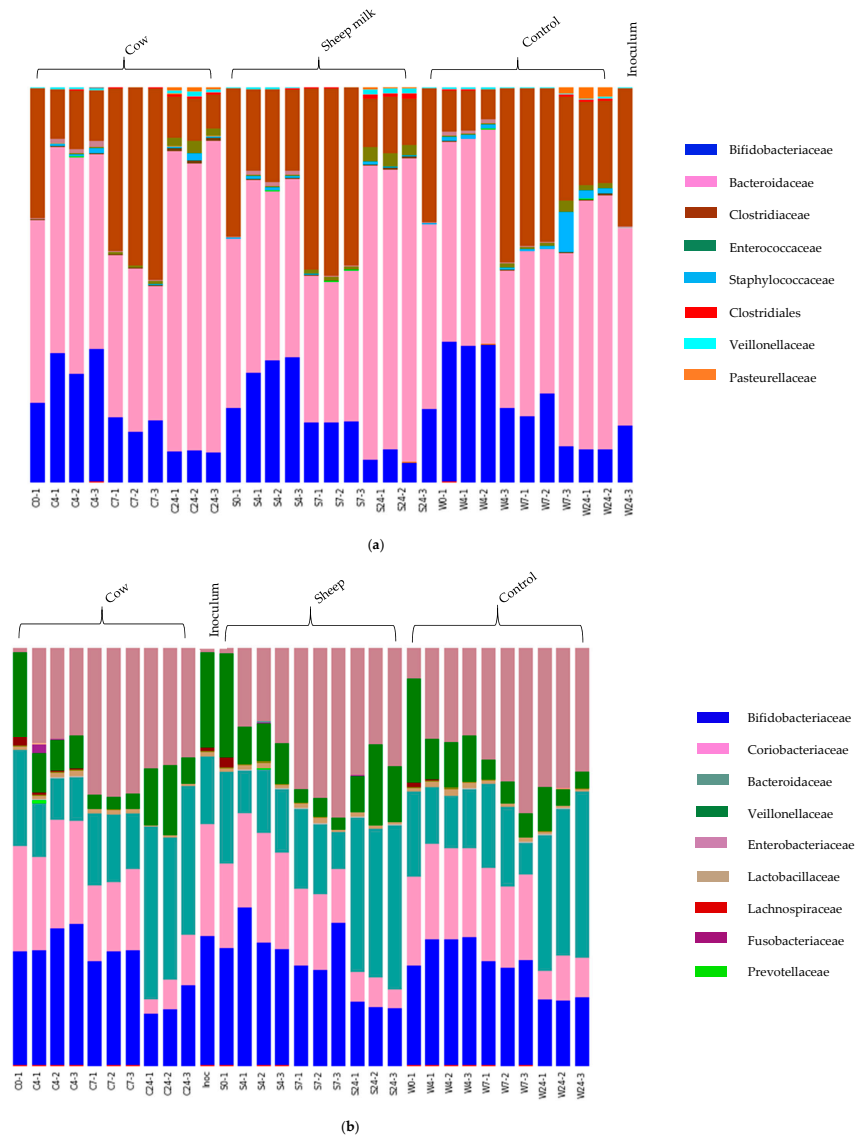 Cow
Sheep milk
Control
Inoculum
Bifidobacteriaceae
Bacteroidaceae
Clostridiaceae
Enterococcaceae
Staphylococcaceae
Clostridiales
Veillonellaceae
Pasteurellaceae
C0-1
C4-1
C4-2
C4-3
C7-1
C7-2
C7-3
C24-1
C24-2
C24-3
S0-1
S4-1
S4-2
S4-3
S7-1
S7-2
S7-3
S24-1
S24-2
S24-3
W0-1
W4-1
W4-2
W4-3
W7-1
W7-2
W7-3
W24-1
W24-2
W24-3
(a)
Cow
Inoculum
Sheep
Control
Bifidobacteriaceae
Coriobacteriaceae
Bacteroidaceae
Veillonellaceae
Enterobacteriaceae
Lactobacillaceae
Lachnospiraceae
Fusobacteriaceae
Prevotellaceae
C0-1
C4-1
C4-2
C4-3
C7-1
C7-2
C7-3
C24-1
C24-2
C24-3
Inoc
S0-1
S4-1
S4-2
S4-3
S7-1
S7-2
S7-3
S24-1
S24-2
S24-3
W0-1
W4-1
W4-2
W4-3
W7-1
W7-2
W7-3
W24-1
W24-2
W24-3
(b)